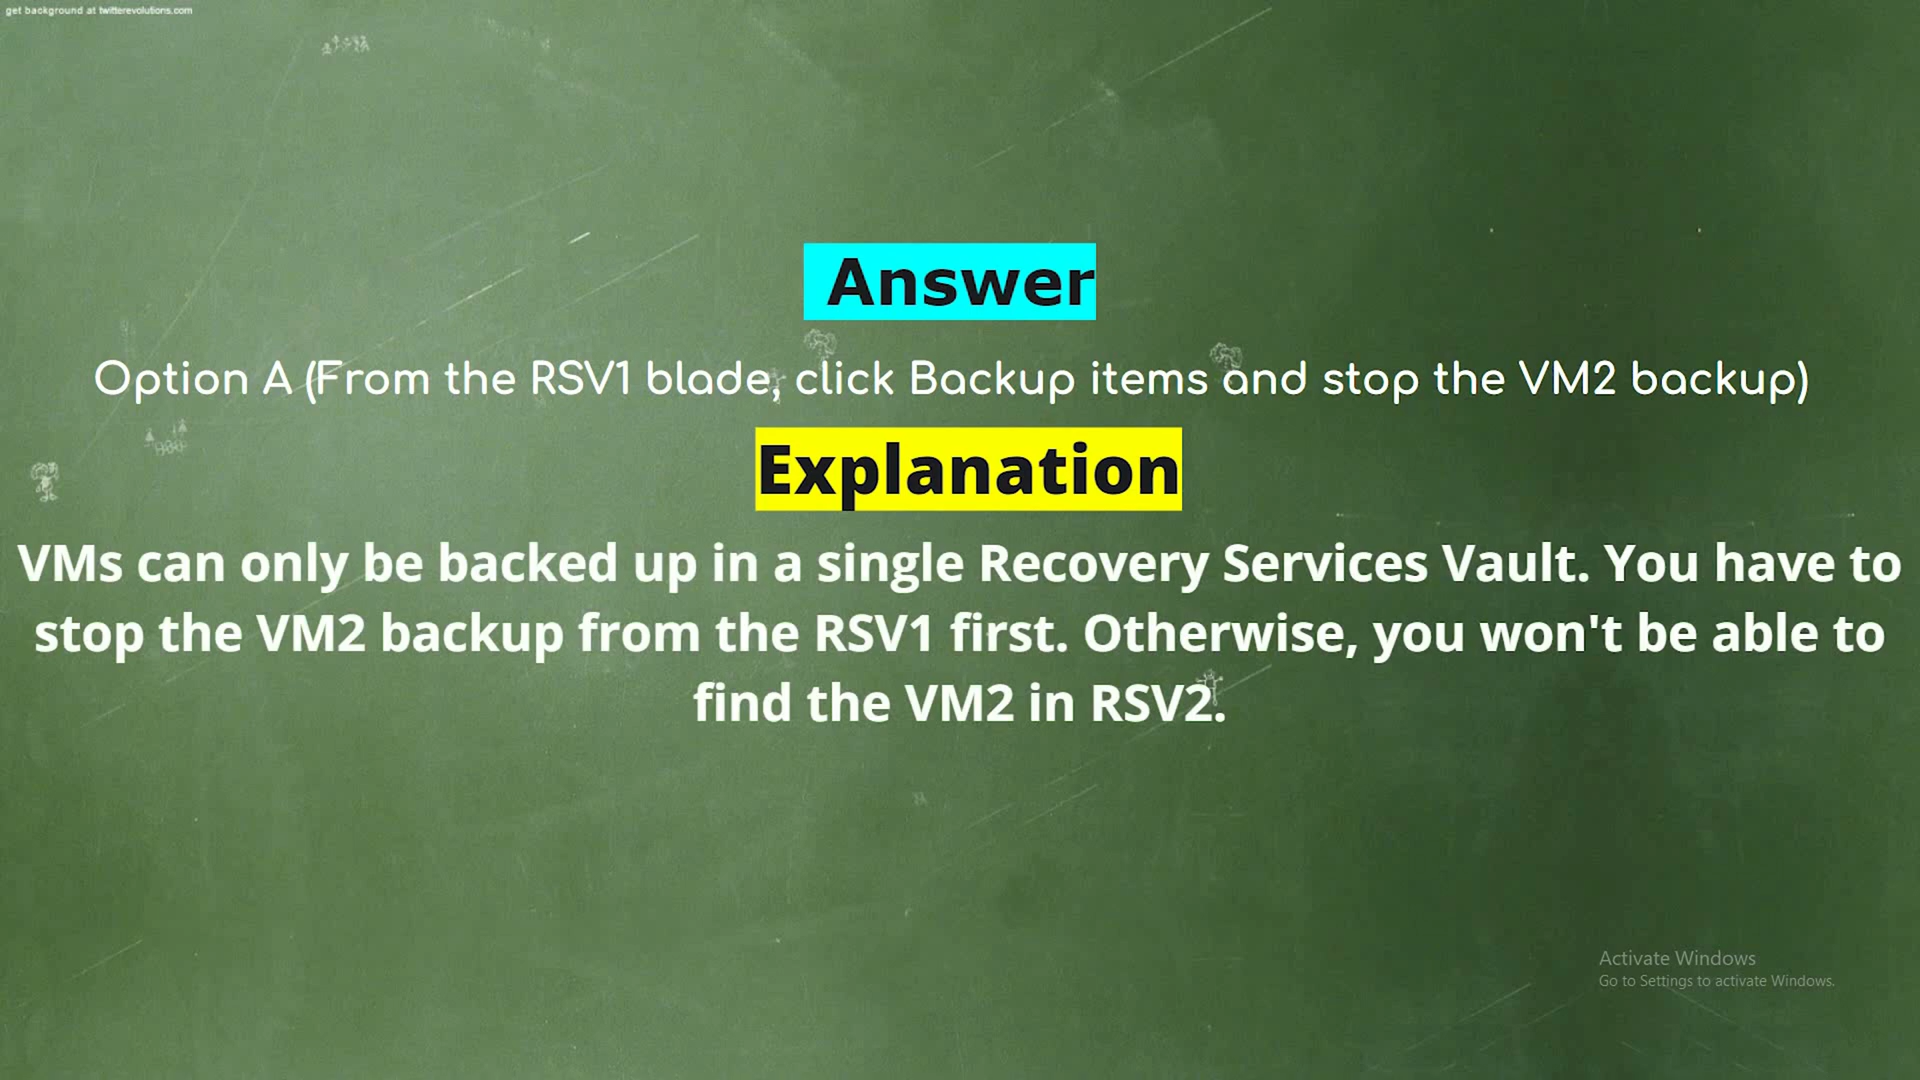 get background at twitterevolutions.com
Answer
Option A (From the RSV1 blade, click Backup items and stop the VM2 backup)
Explanation
VMs can only be backed up in a single Recovery Services Vault. You have to
stop the VM2 backup from the RSV1 first. Otherwise, you won't be able to
find the VM2 in RSV2.
Activate Windows
Go to Settings to activate Windows.